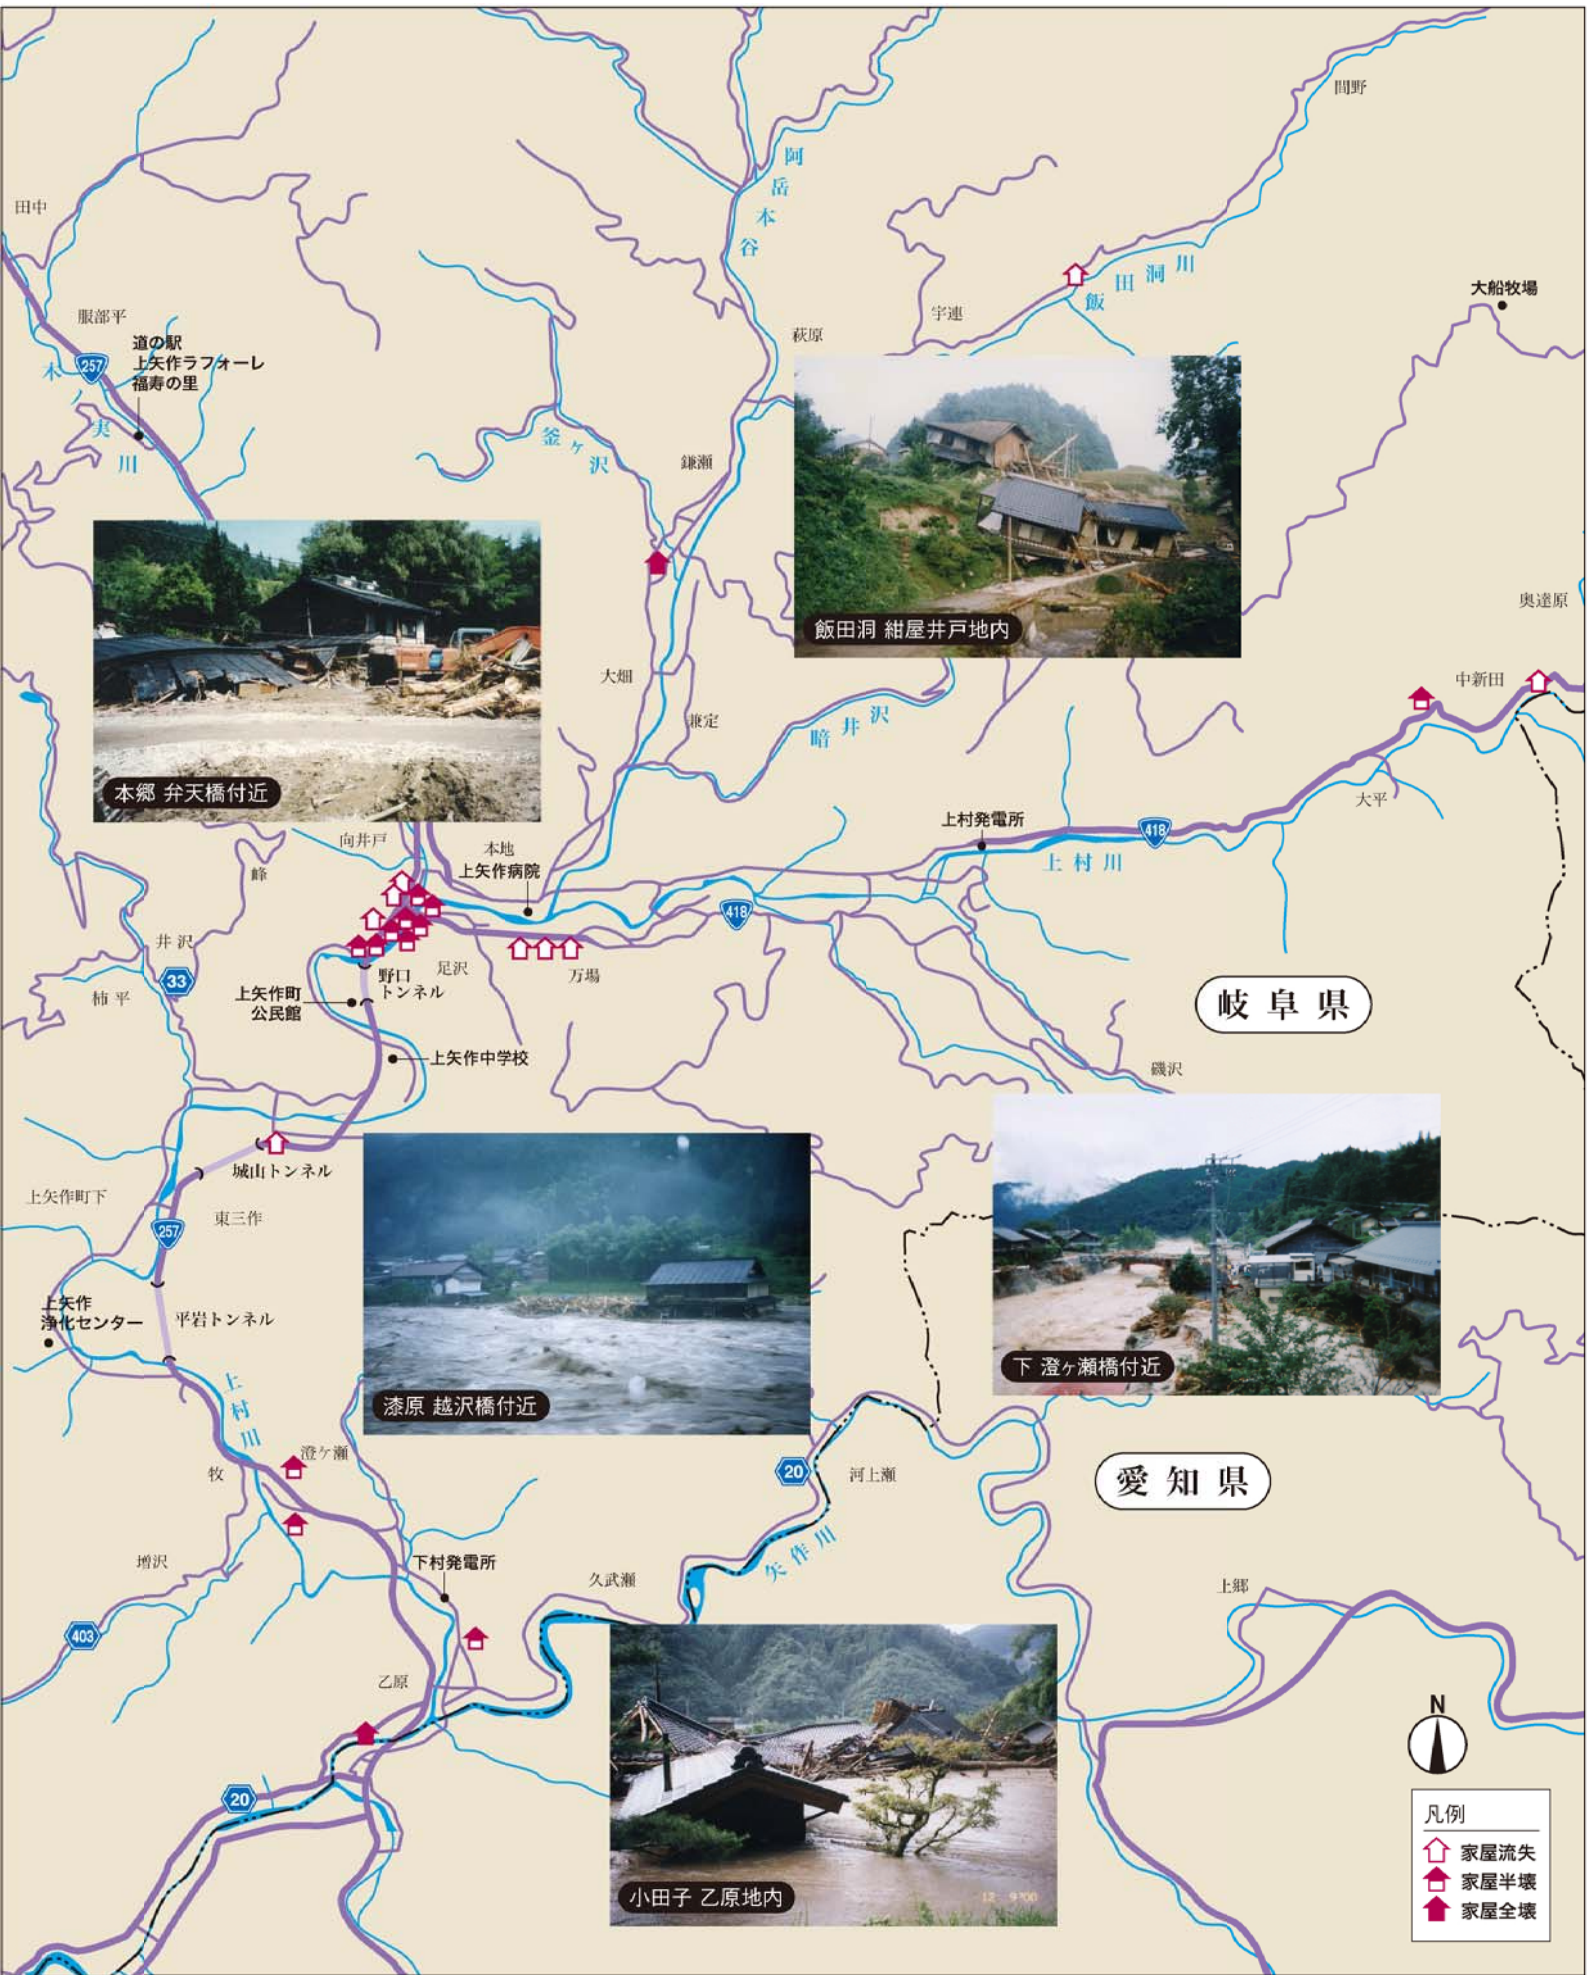 間野
阿岳本谷
田中
飯田洞川
大船牧場
宇連
服部平
萩原
道の駅
上矢作ラフォーレ
福寿の里
257
木ノ実川
釜ヶ沢
鎌瀬
奥達原
飯田洞 紺屋井戸地内
大畑
中新田
兼定
暗井沢
本郷 弁天橋付近
大平
上村発電所
418
向井戸
本地
上矢作病院
上村川
峰
418
井沢
足沢
万場
野口
トンネル
33
柿平
上矢作町
公民館
岐阜県
上矢作中学校
磯沢
城山トンネル
上矢作町下
東三作
257
上矢作
浄化センター
平岩トンネル
下 澄ヶ瀬橋付近
漆原 越沢橋付近
上村川
澄ケ瀬
牧
20
河上瀬
愛知県
矢作川
増沢
下村発電所
久武瀬
上郷
403
乙原
N
20
小田子 乙原地内
12 9'00
凡例
家屋流失
家屋半壊
家屋全壊